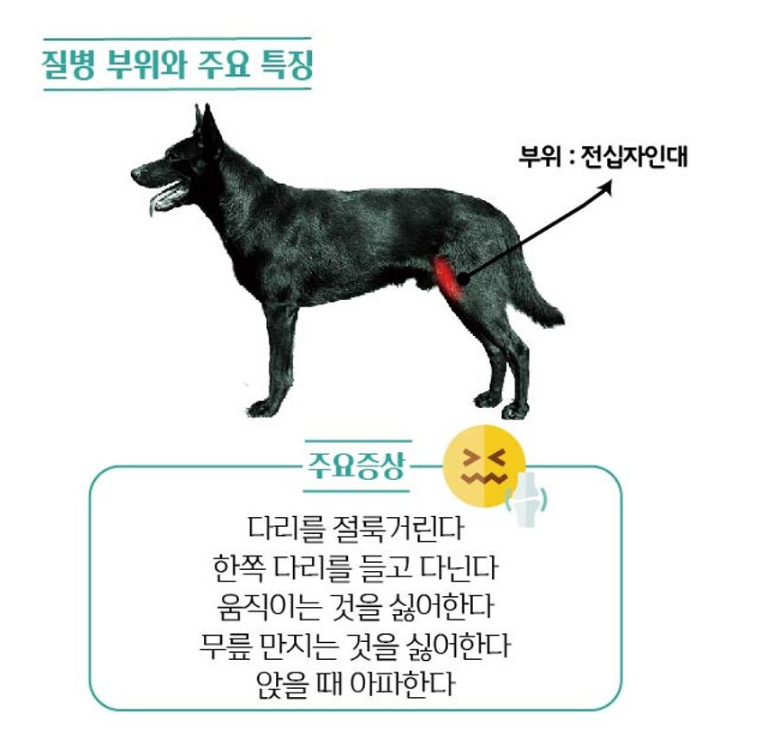 질병 부위와 주요 특징
부위 : 전십자인대
주요증상
다리를 절룩거린다
한쪽 다리를 들고 다닌다
움직이는 것을 싫어한다
무릎 만지는 것을 싫어한다
앉을 때 아파한다